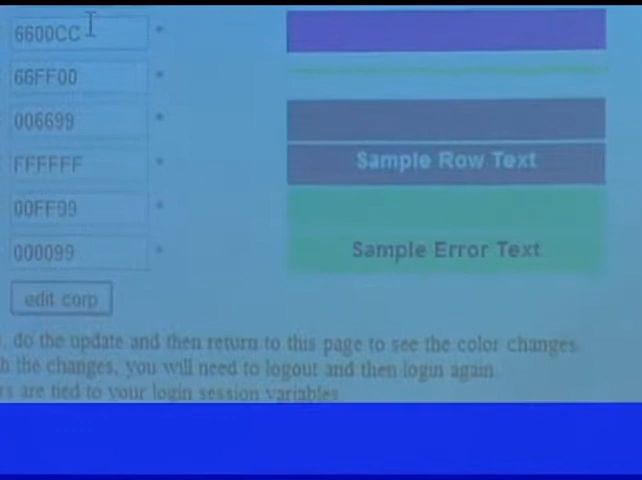 6600CC *
66FF00 *
006699 *
FFFFFF * Sample Row Text
00FF99 *
000099 * Sample Error Text
edit corp
, do the update and then return to this page to see the color changes.
the changes, you will need to logout and then login again.
are tied to your login session variables